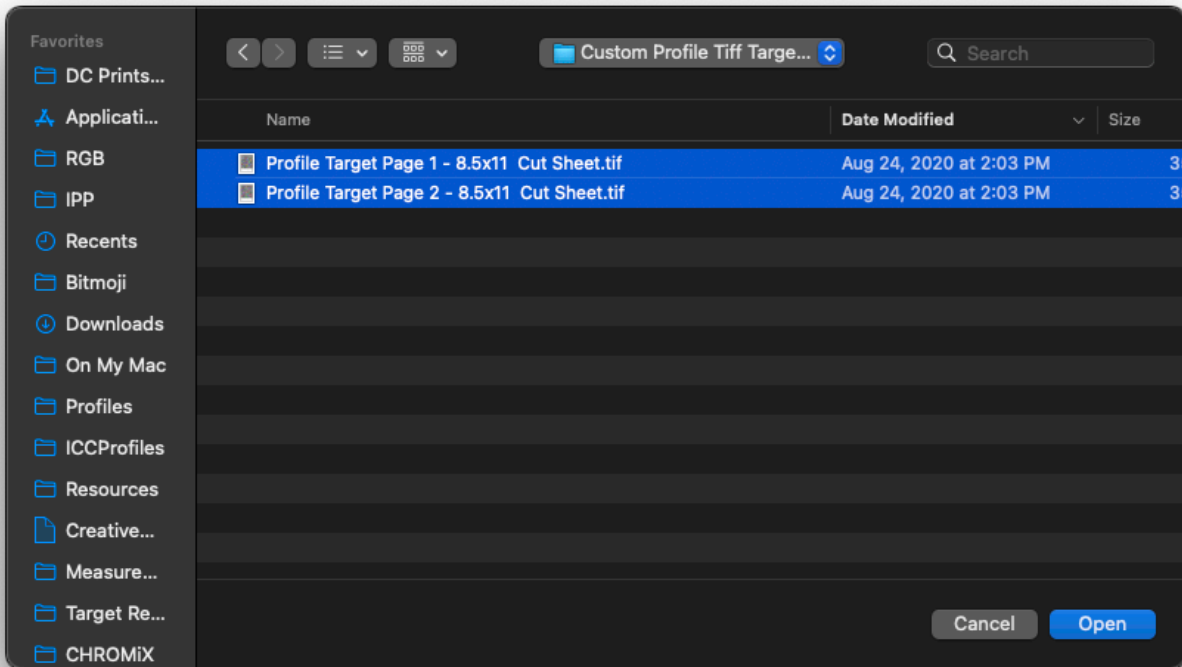 Favorites
DC Prints...
Applicati...
RGB
IPP
Recents
Bitmoji
Downloads
On My Mac
Profiles
ICCProfiles
Resources
Creative...
Measure...
Target Re...
CHROMiX
Custom Profile Tiff Targe...
Search
Name Date Modified Size
Profile Target Page 1 - 8.5x11 Cut Sheet.tif Aug 24, 2020 at 2:03 PM 3
Profile Target Page 2 - 8.5x11 Cut Sheet.tif Aug 24, 2020 at 2:03 PM 3
Cancel Open